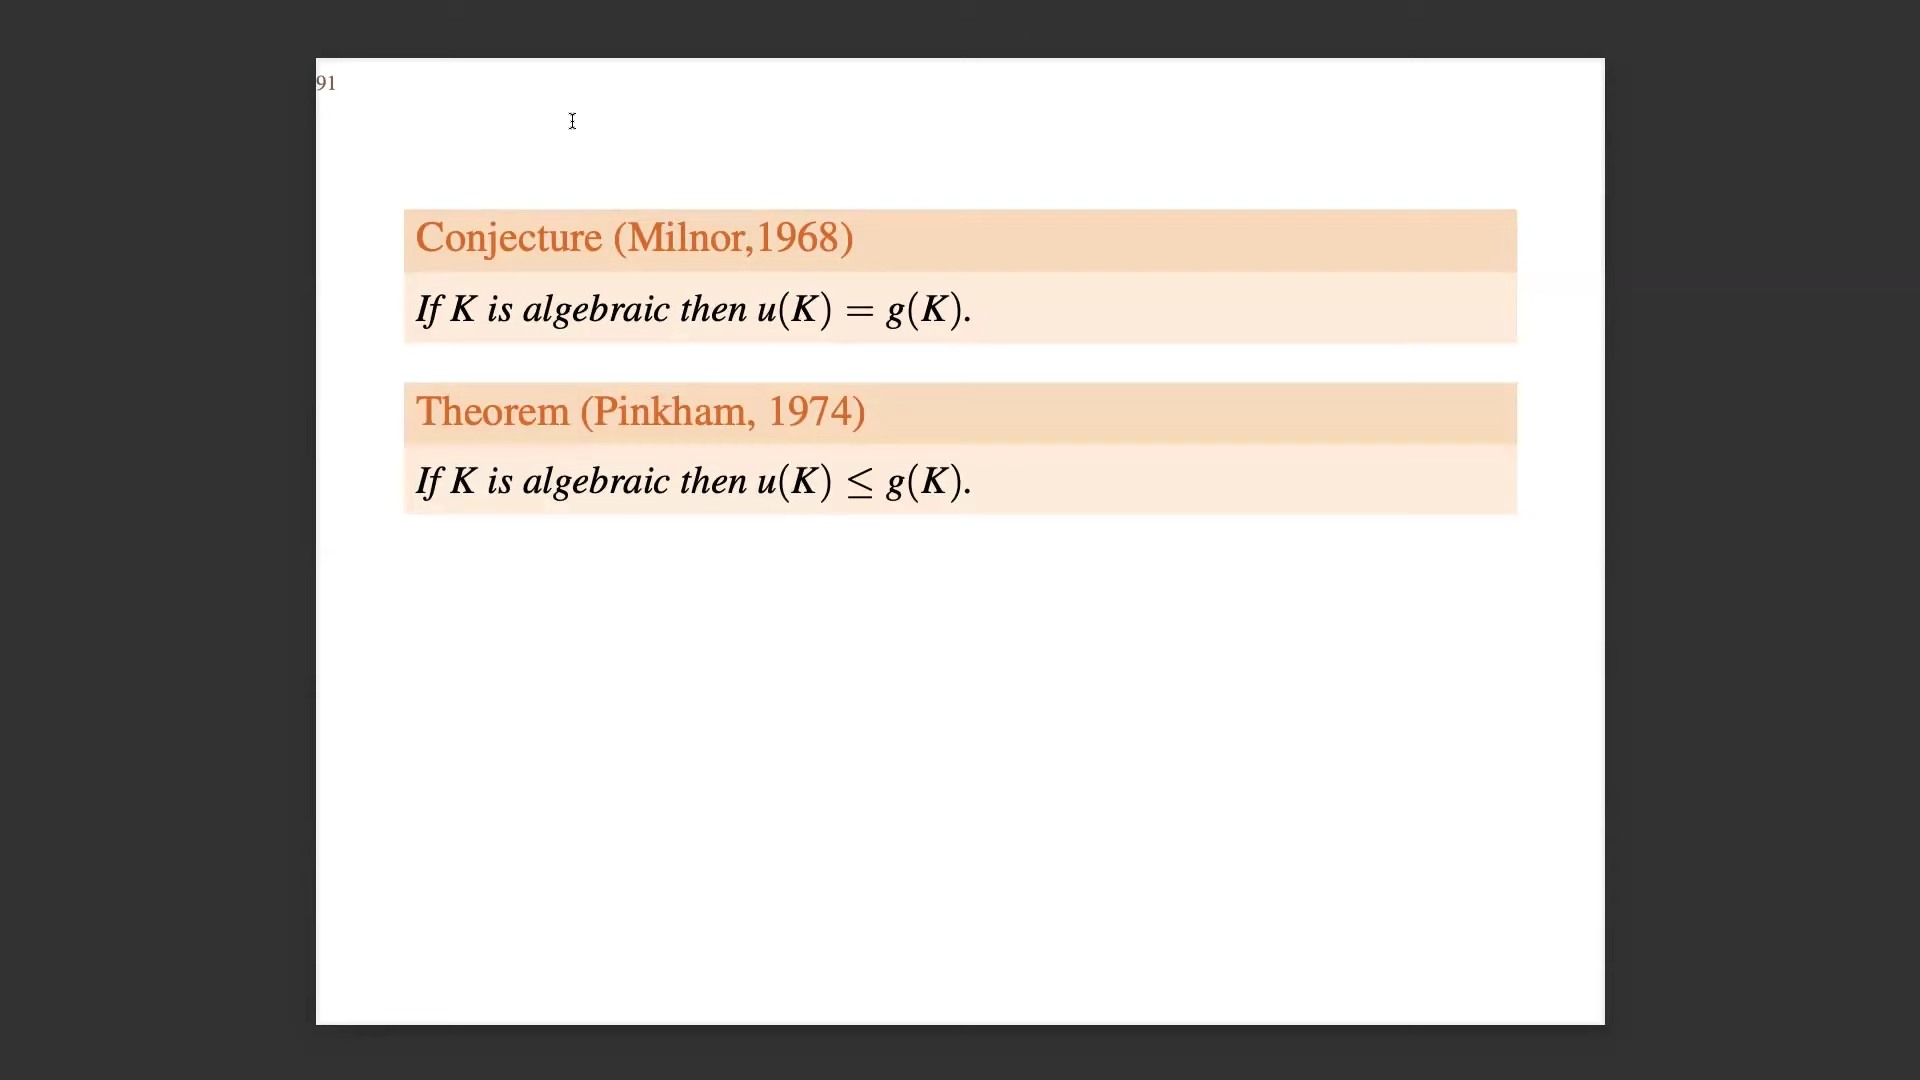 91
Conjecture (Milnor,1968)
If K is algebraic then u(K) = g(K).
Theorem (Pinkham, 1974)
If K is algebraic then u(K) ≤ g(K).